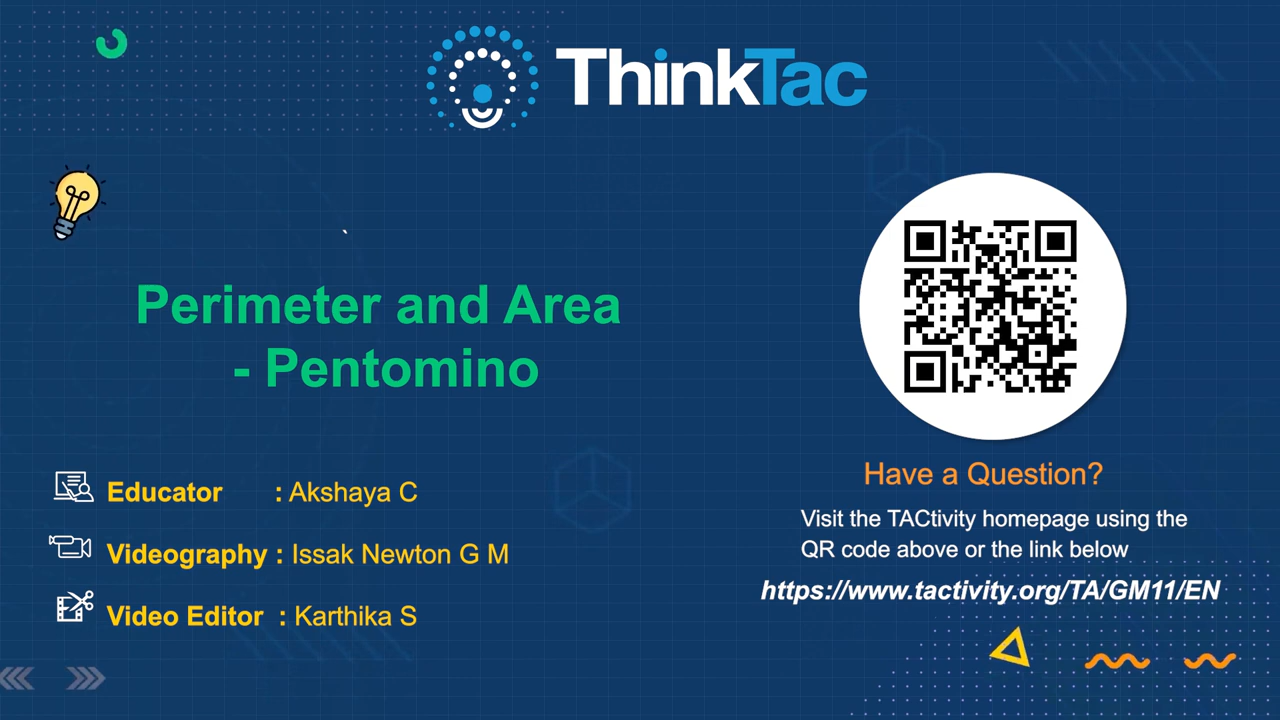 ThinkTac
Perimeter and Area
- Pentomino
Educator : Akshaya C
Videography : Issak Newton G M
Video Editor : Karthika S
Have a Question?
Visit the TACtivity homepage using the
QR code above or the link below
https://www.tactivity.org/TA/GM11/EN